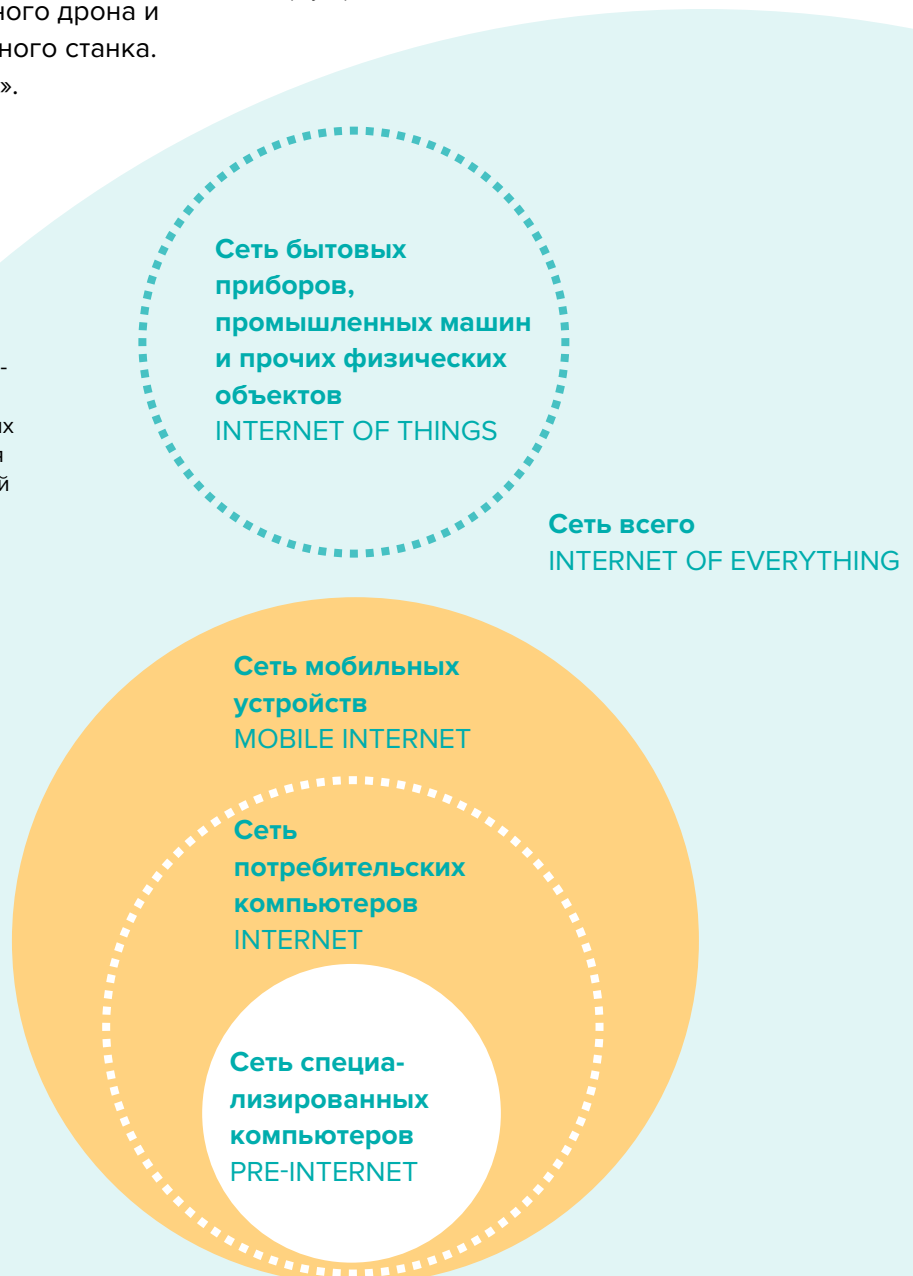 ного дрона и
ного станка.
».
Сеть бытовых
приборов,
промышленных машин
и прочих физических
объектов
INTERNET OF THINGS
-
их
я
й
Сеть всего
INTERNET OF EVERYTHING
Сеть мобильных
устройств
MOBILE INTERNET
Сеть
потребительских
компьютеров
INTERNET
Сеть специа-
лизированных
компьютеров
PRE-INTERNET